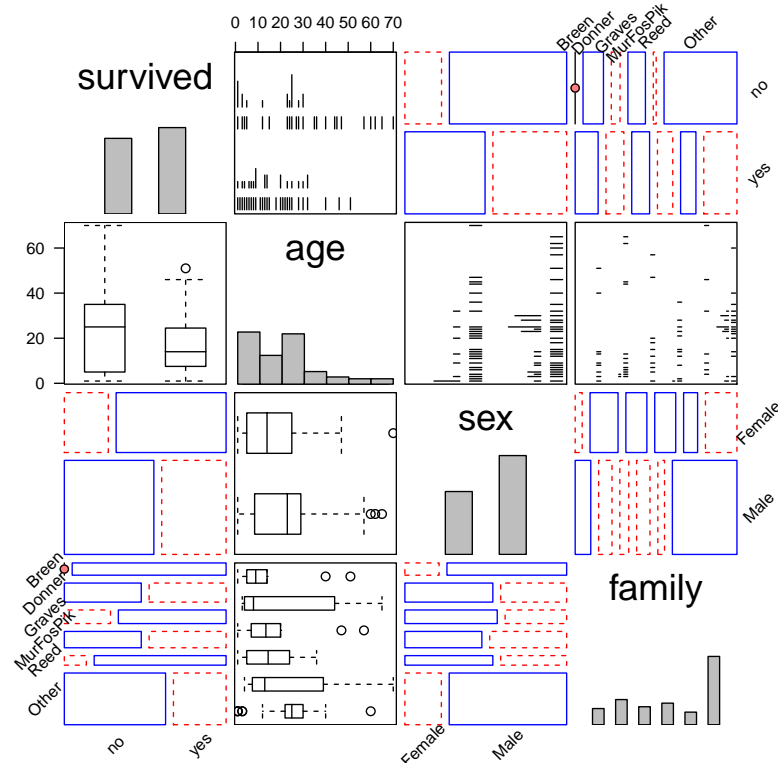 0 10 20 30 40 50 60 70
Breen
Donner
Graves
MurFosPik
Reed
Other
survived
no
yes
60
40
20
0
age
sex
Female
Male
Breen
Donner
Graves
MurFosPik
Reed
Other
family
no
yes
Female
Male